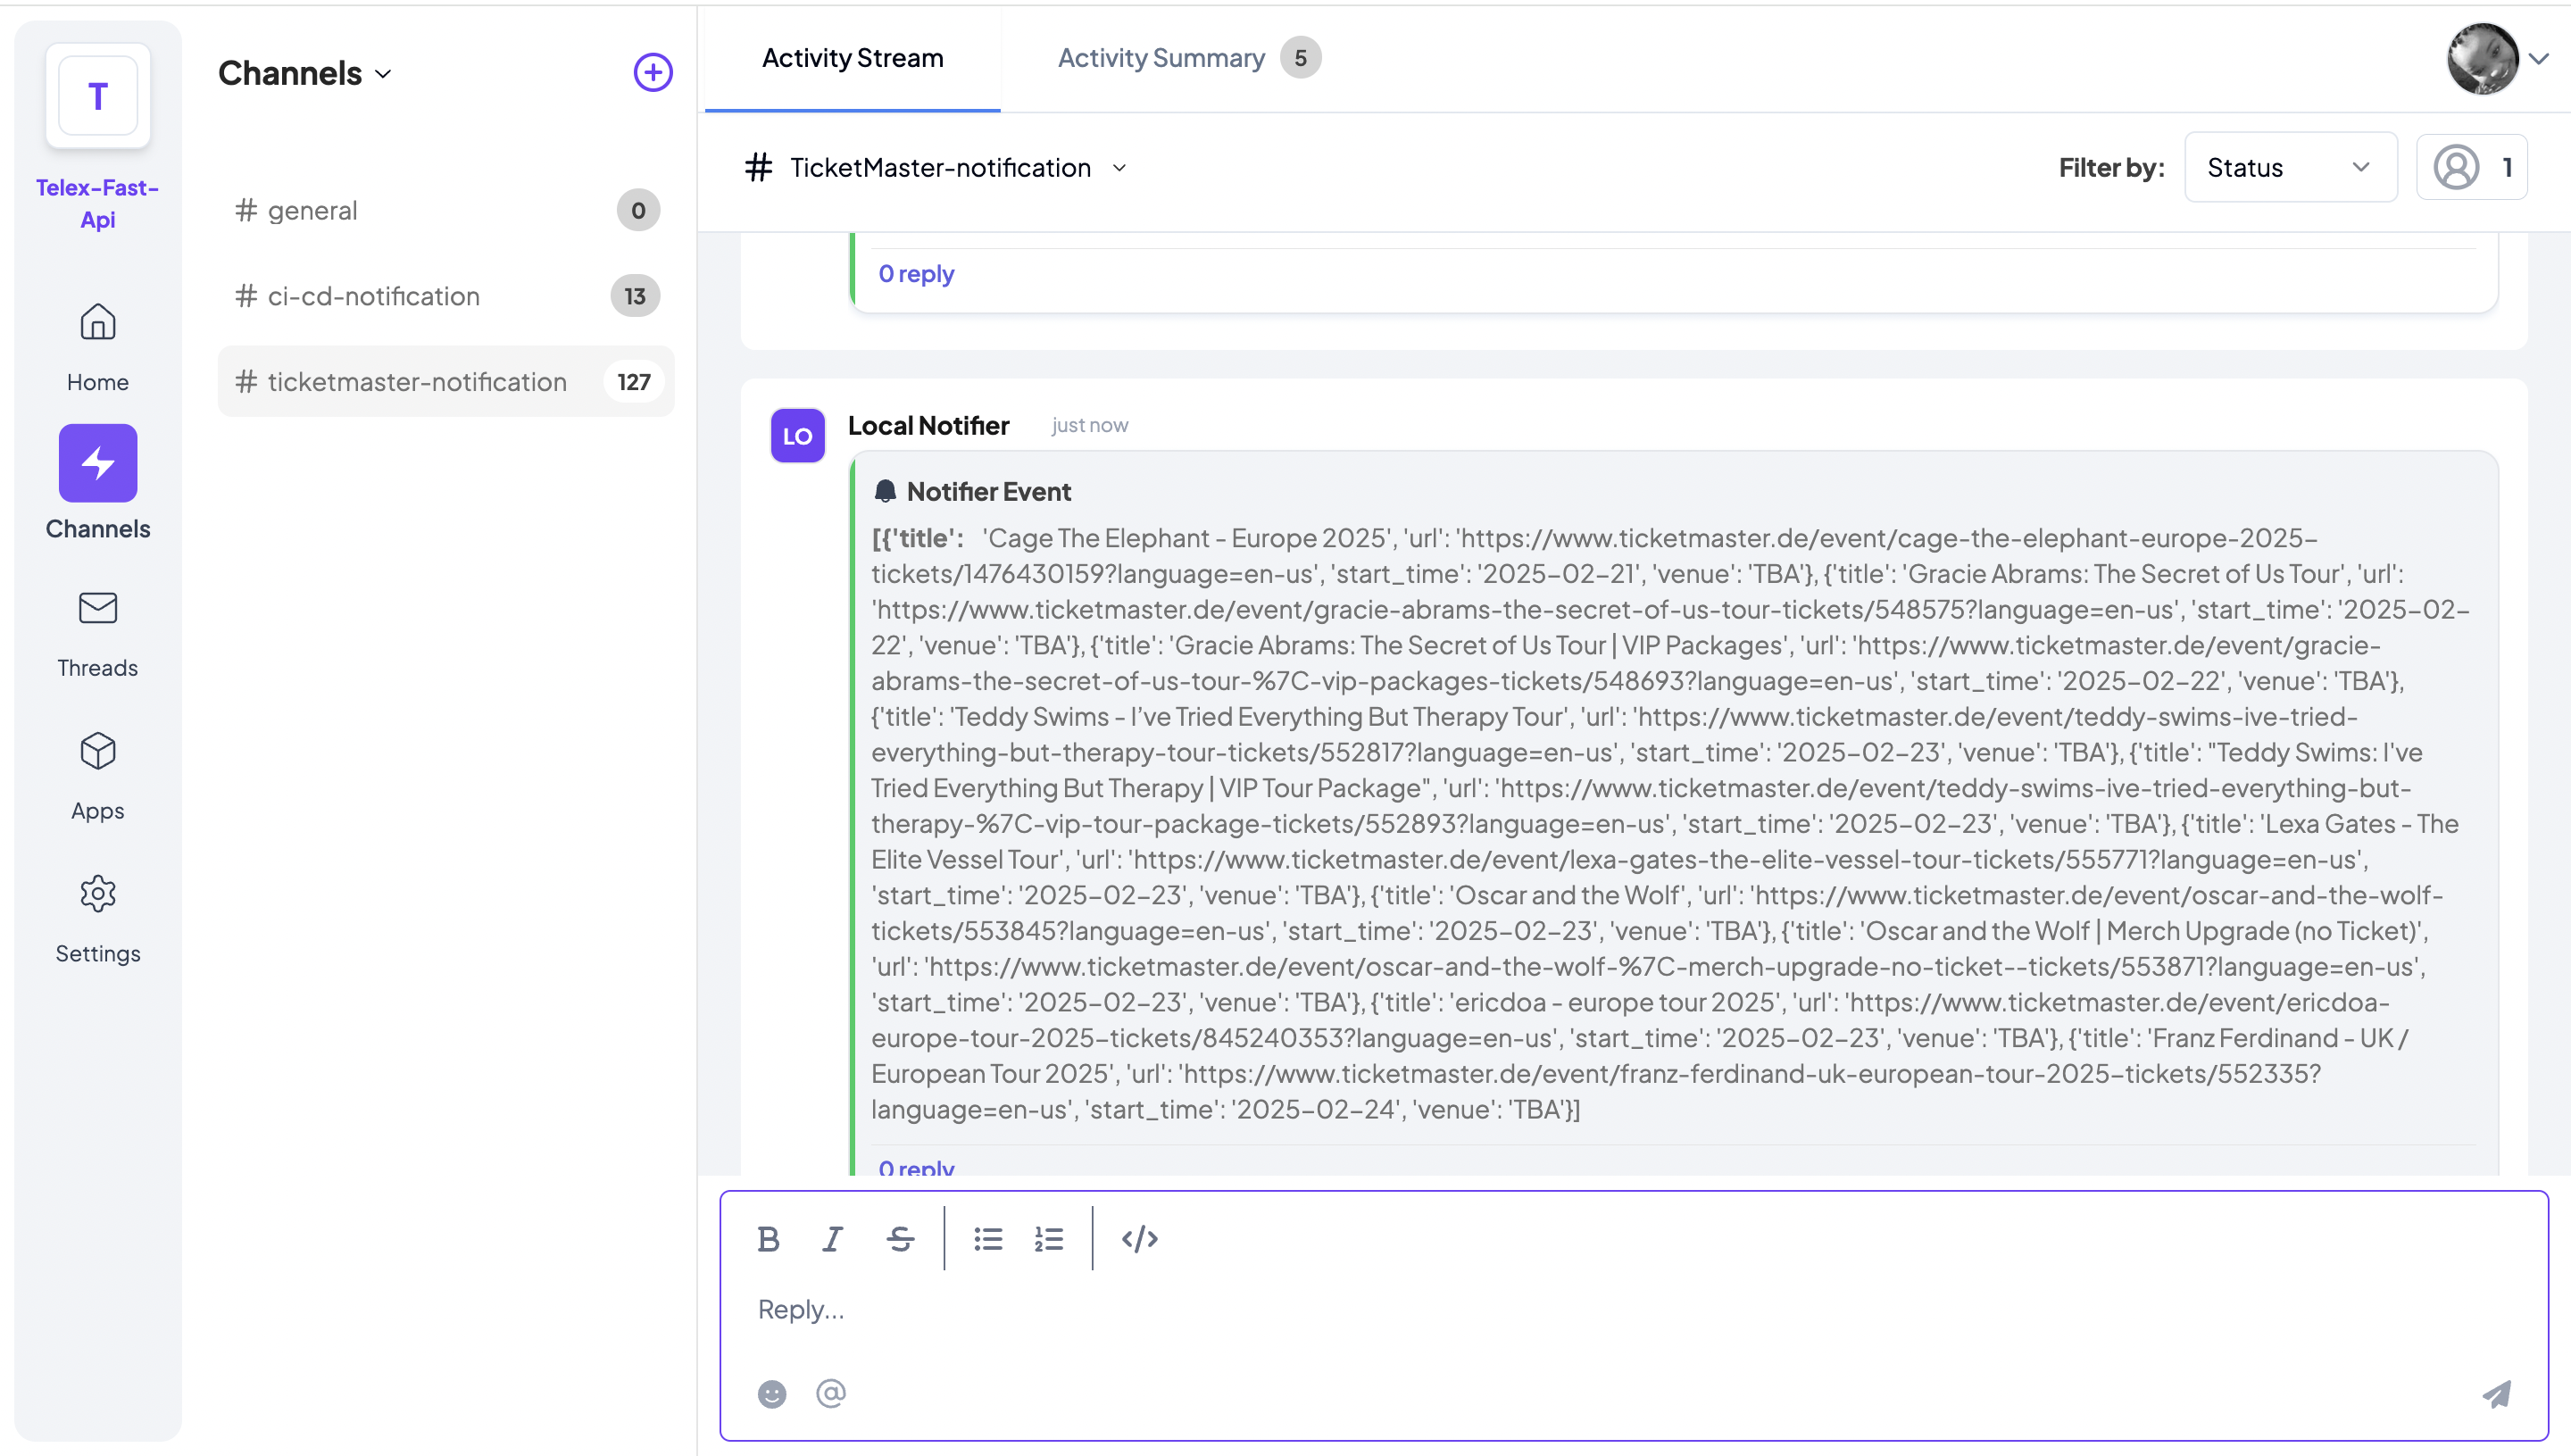 T
Telex-Fast-
Api
Home
Channels
Threads
Apps
Settings
Channels
# general 0
# ci-cd-notification 13
# ticketmaster-notification 127
Activity Stream
Activity Summary 5
# TicketMaster-notification
Filter by:
Status
1
0 reply
LO
Local Notifier just now
Notifier Event
[{'title': 'Cage The Elephant - Europe 2025', 'url': 'https://www.ticketmaster.de/event/cage-the-elephant-europe-2025-
tickets/1476430159?language=en-us', 'start_time': '2025-02-21', 'venue': 'TBA'}, {'title': 'Gracie Abrams: The Secret of Us Tour', 'url':
'https://www.ticketmaster.de/event/gracie-abrams-the-secret-of-us-tour-tickets/548575?language=en-us', 'start_time': '2025-02-
22', 'venue': 'TBA'}, {'title': 'Gracie Abrams: The Secret of Us Tour | VIP Packages', 'url': 'https://www.ticketmaster.de/event/gracie-
abrams-the-secret-of-us-tour-%7C-vip-packages-tickets/548693?language=en-us', 'start_time': '2025-02-22', 'venue': 'TBA'},
{'title': 'Teddy Swims - I’ve Tried Everything But Therapy Tour', 'url': 'https://www.ticketmaster.de/event/teddy-swims-ive-tried-
everything-but-therapy-tour-tickets/552817?language=en-us', 'start_time': '2025-02-23', 'venue': 'TBA'}, {'title': "Teddy Swims: I've
Tried Everything But Therapy | VIP Tour Package", 'url': 'https://www.ticketmaster.de/event/teddy-swims-ive-tried-everything-but-
therapy-%7C-vip-tour-package-tickets/552893?language=en-us', 'start_time': '2025-02-23', 'venue': 'TBA'}, {'title': 'Lexa Gates - The
Elite Vessel Tour', 'url': 'https://www.ticketmaster.de/event/lexa-gates-the-elite-vessel-tour-tickets/555771?language=en-us',
'start_time': '2025-02-23', 'venue': 'TBA'}, {'title': 'Oscar and the Wolf', 'url': 'https://www.ticketmaster.de/event/oscar-and-the-wolf-
tickets/553845?language=en-us', 'start_time': '2025-02-23', 'venue': 'TBA'}, {'title': 'Oscar and the Wolf | Merch Upgrade (no Ticket)',
'url': 'https://www.ticketmaster.de/event/oscar-and-the-wolf-%7C-merch-upgrade-no-ticket--tickets/553871?language=en-us',
'start_time': '2025-02-23', 'venue': 'TBA'}, {'title': 'ericdoa - europe tour 2025', 'url': 'https://www.ticketmaster.de/event/ericdoa-
europe-tour-2025-tickets/845240353?language=en-us', 'start_time': '2025-02-23', 'venue': 'TBA'}, {'title': 'Franz Ferdinand - UK /
European Tour 2025', 'url': 'https://www.ticketmaster.de/event/franz-ferdinand-uk-european-tour-2025-tickets/552335?
language=en-us', 'start_time': '2025-02-24', 'venue': 'TBA'}]
0 reply
B I S </>
Reply...
@